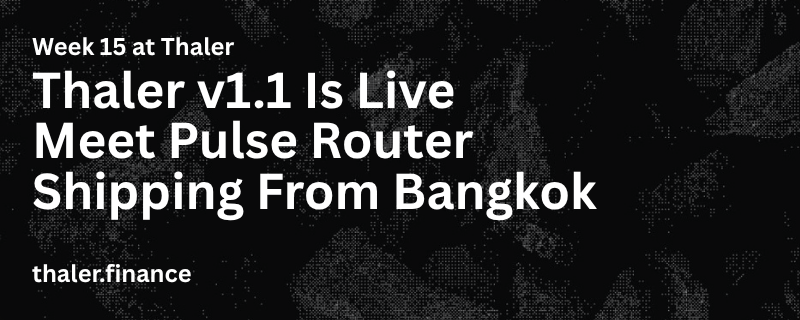 Week 15 at Thaler
Thaler v1.1 Is Live
Meet Pulse Router
Shipping From Bangkok
thaler.finance